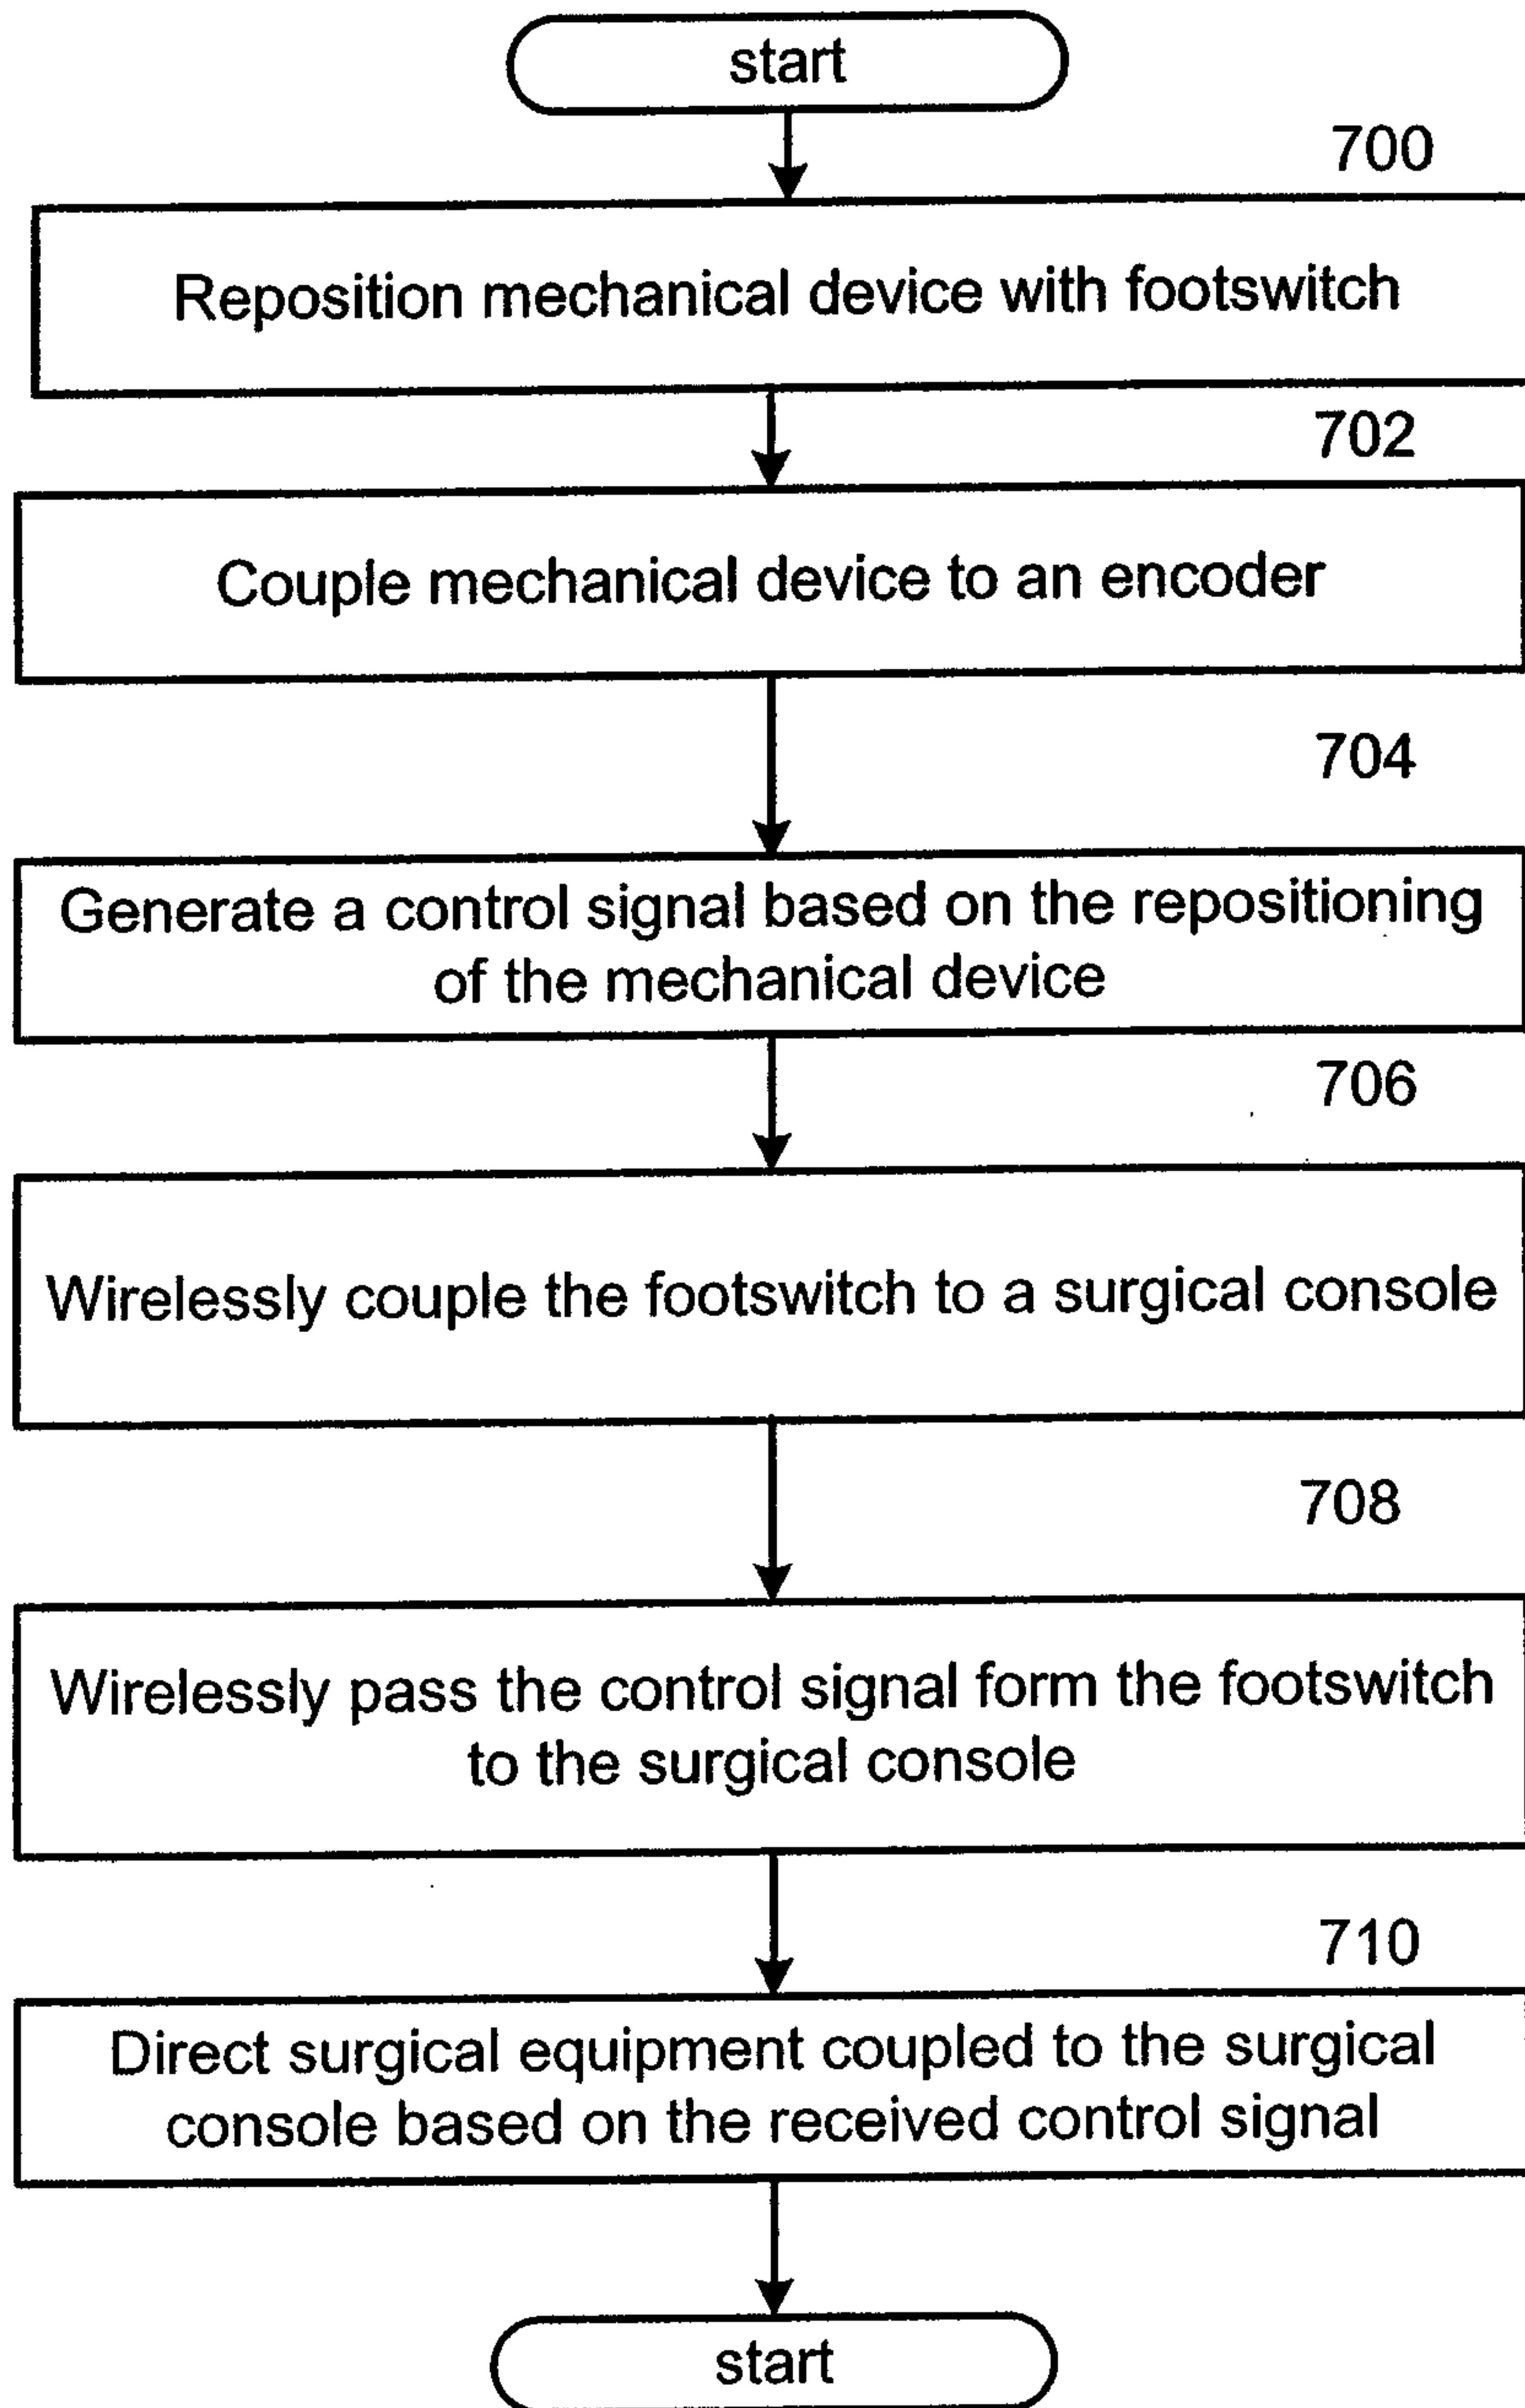 start
700
Reposition mechanical device with footswitch
702
Couple mechanical device to an encoder
704
Generate a control signal based on the repositioning
of the mechanical device
706
Wirelessly couple the footswitch to a surgical console
708
Wirelessly pass the control signal form the footswitch
to the surgical console
710
Direct surgical equipment coupled to the surgical
console based on the received control signal
start